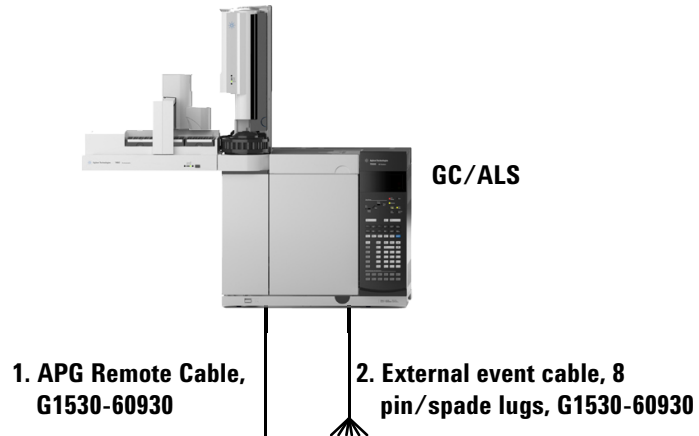 GC/ALS
1. APG Remote Cable,
G1530-60930
2. External event cable, 8
pin/spade lugs, G1530-60930